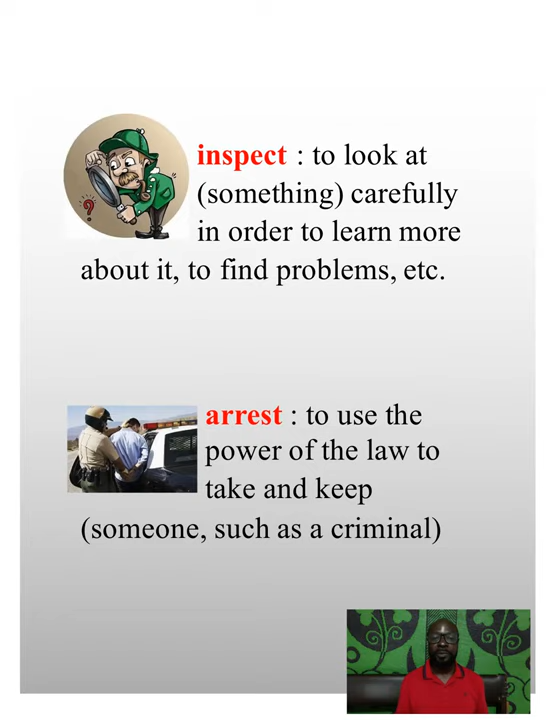 inspect : to look at
(something) carefully
in order to learn more
about it, to find problems, etc.
arrest : to use the
power of the law to
take and keep
(someone, such as a criminal)